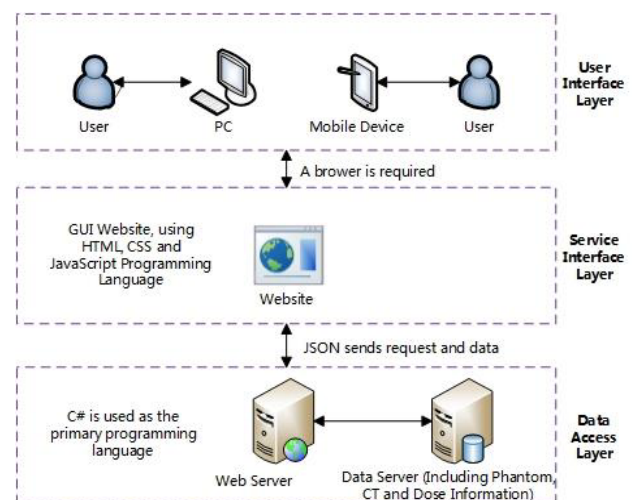 User
PC
Mobile Device
User
User
Interface
Layer
A brower is required
GUI Website, using
HTML, CSS and
JavaScript Programming
Language
Website
Service
Interface
Layer
JSON sends request and data
C# is used as the
primary programming
language
Web Server
Data Server (Including Phantom,
CT and Dose Information)
Data
Access
Layer